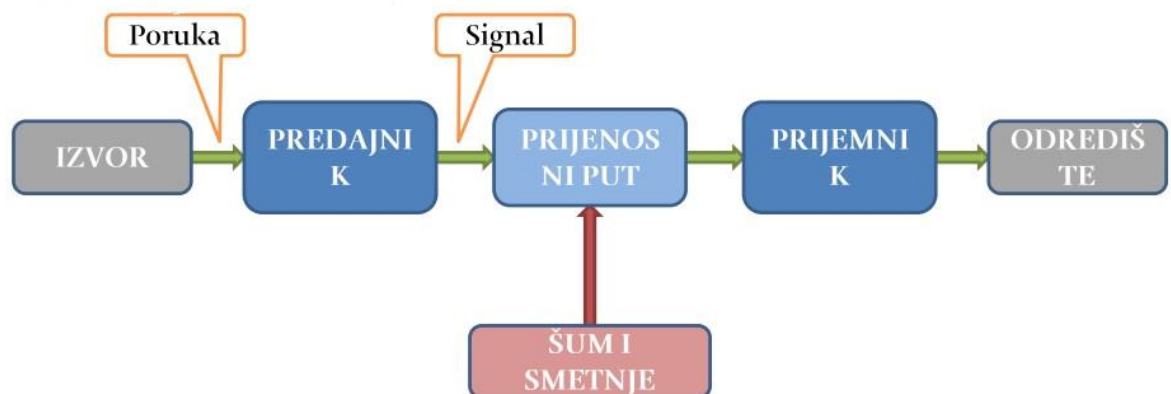 Poruka
Signal
IZVOR
PREDAJNI
K
PRIJENOS
NI PUT
PRIJEMNI
K
ODREDIŠ
TE
ŠUM I
SMETNJE